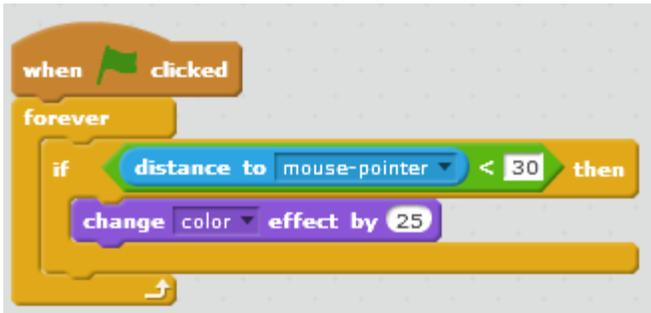 when clicked
forever
if distance to mouse-pointer < 30 then
change color effect by 25